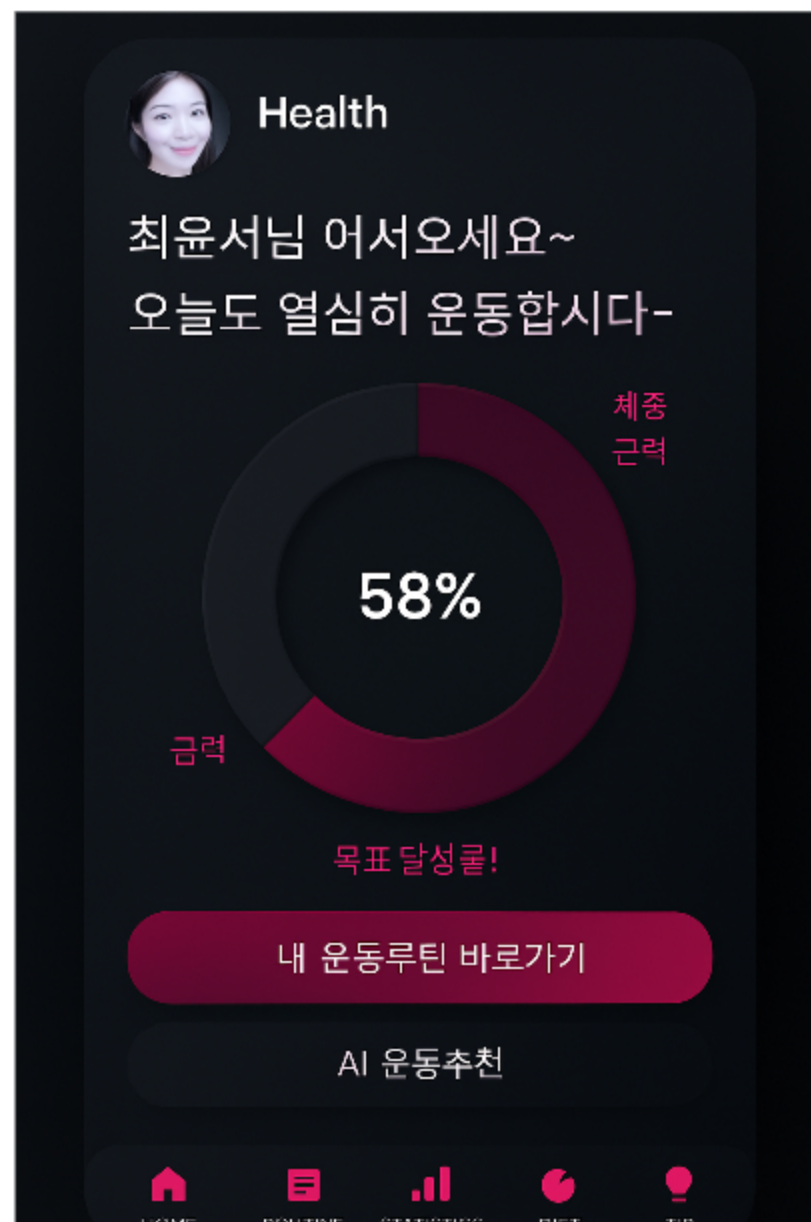 Health
최윤서님 어서오세요~
오늘도 열심히 운동합시다-
체중
근력
58%
금력
목표 달성률!
내 운동루틴 바로가기
AI 운동추천